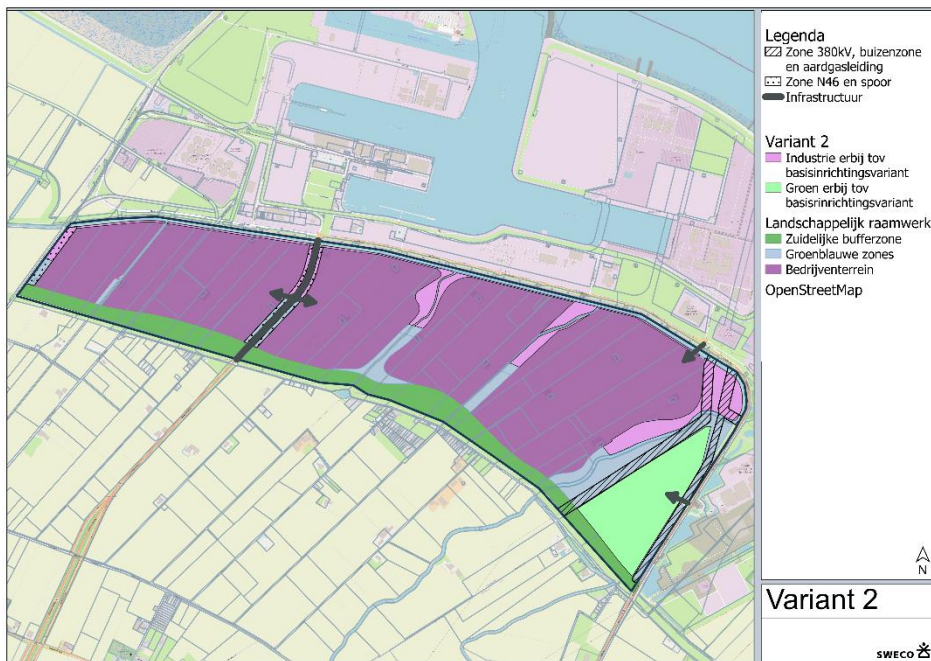 Legenda
Zone 380kV, buizenzone
en aardgasleiding
Zone N46 en spoor
Infrastructuur
Variant 2
Industrie erbij tov
basisinrichtingsvariant
Groen erbij tov
basisrinrichtingsvariant
Landschappelijk raamwerk
Zuidelijke bufferzone
Groenblauwe zones
Bedrijventerrein
OpenStreetMap
N
Variant 2
SWECO